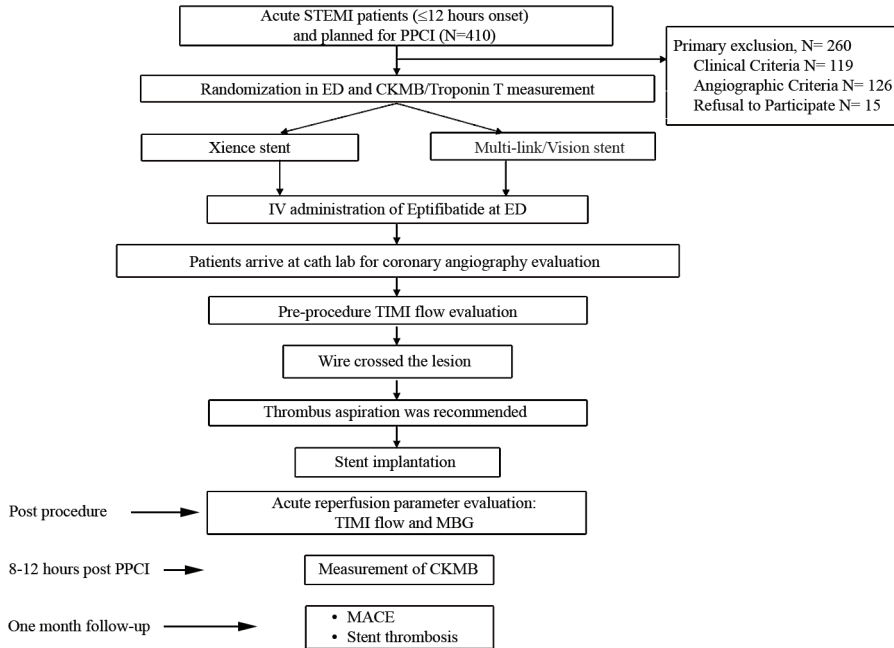 Acute STEMI patients (≤12 hours onset)
and planned for PPCI (N=410)
Primary exclusion, N= 260
Clinical Criteria N= 119
Angiographic Criteria N= 126
Refusal to Participate N= 15
Randomization in ED and CKMB/Troponin T measurement
Xience stent
Multi-link/Vision stent
IV administration of Eptifibatide at ED
Patients arrive at cath lab for coronary angiography evaluation
Pre-procedure TIMI flow evaluation
Wire crossed the lesion
Thrombus aspiration was recommended
Stent implantation
Post procedure
Acute reperfusion parameter evaluation:
TIMI flow and MBG
8-12 hours post PPCI
Measurement of CKMB
One month follow-up
• MACE
• Stent thrombosis